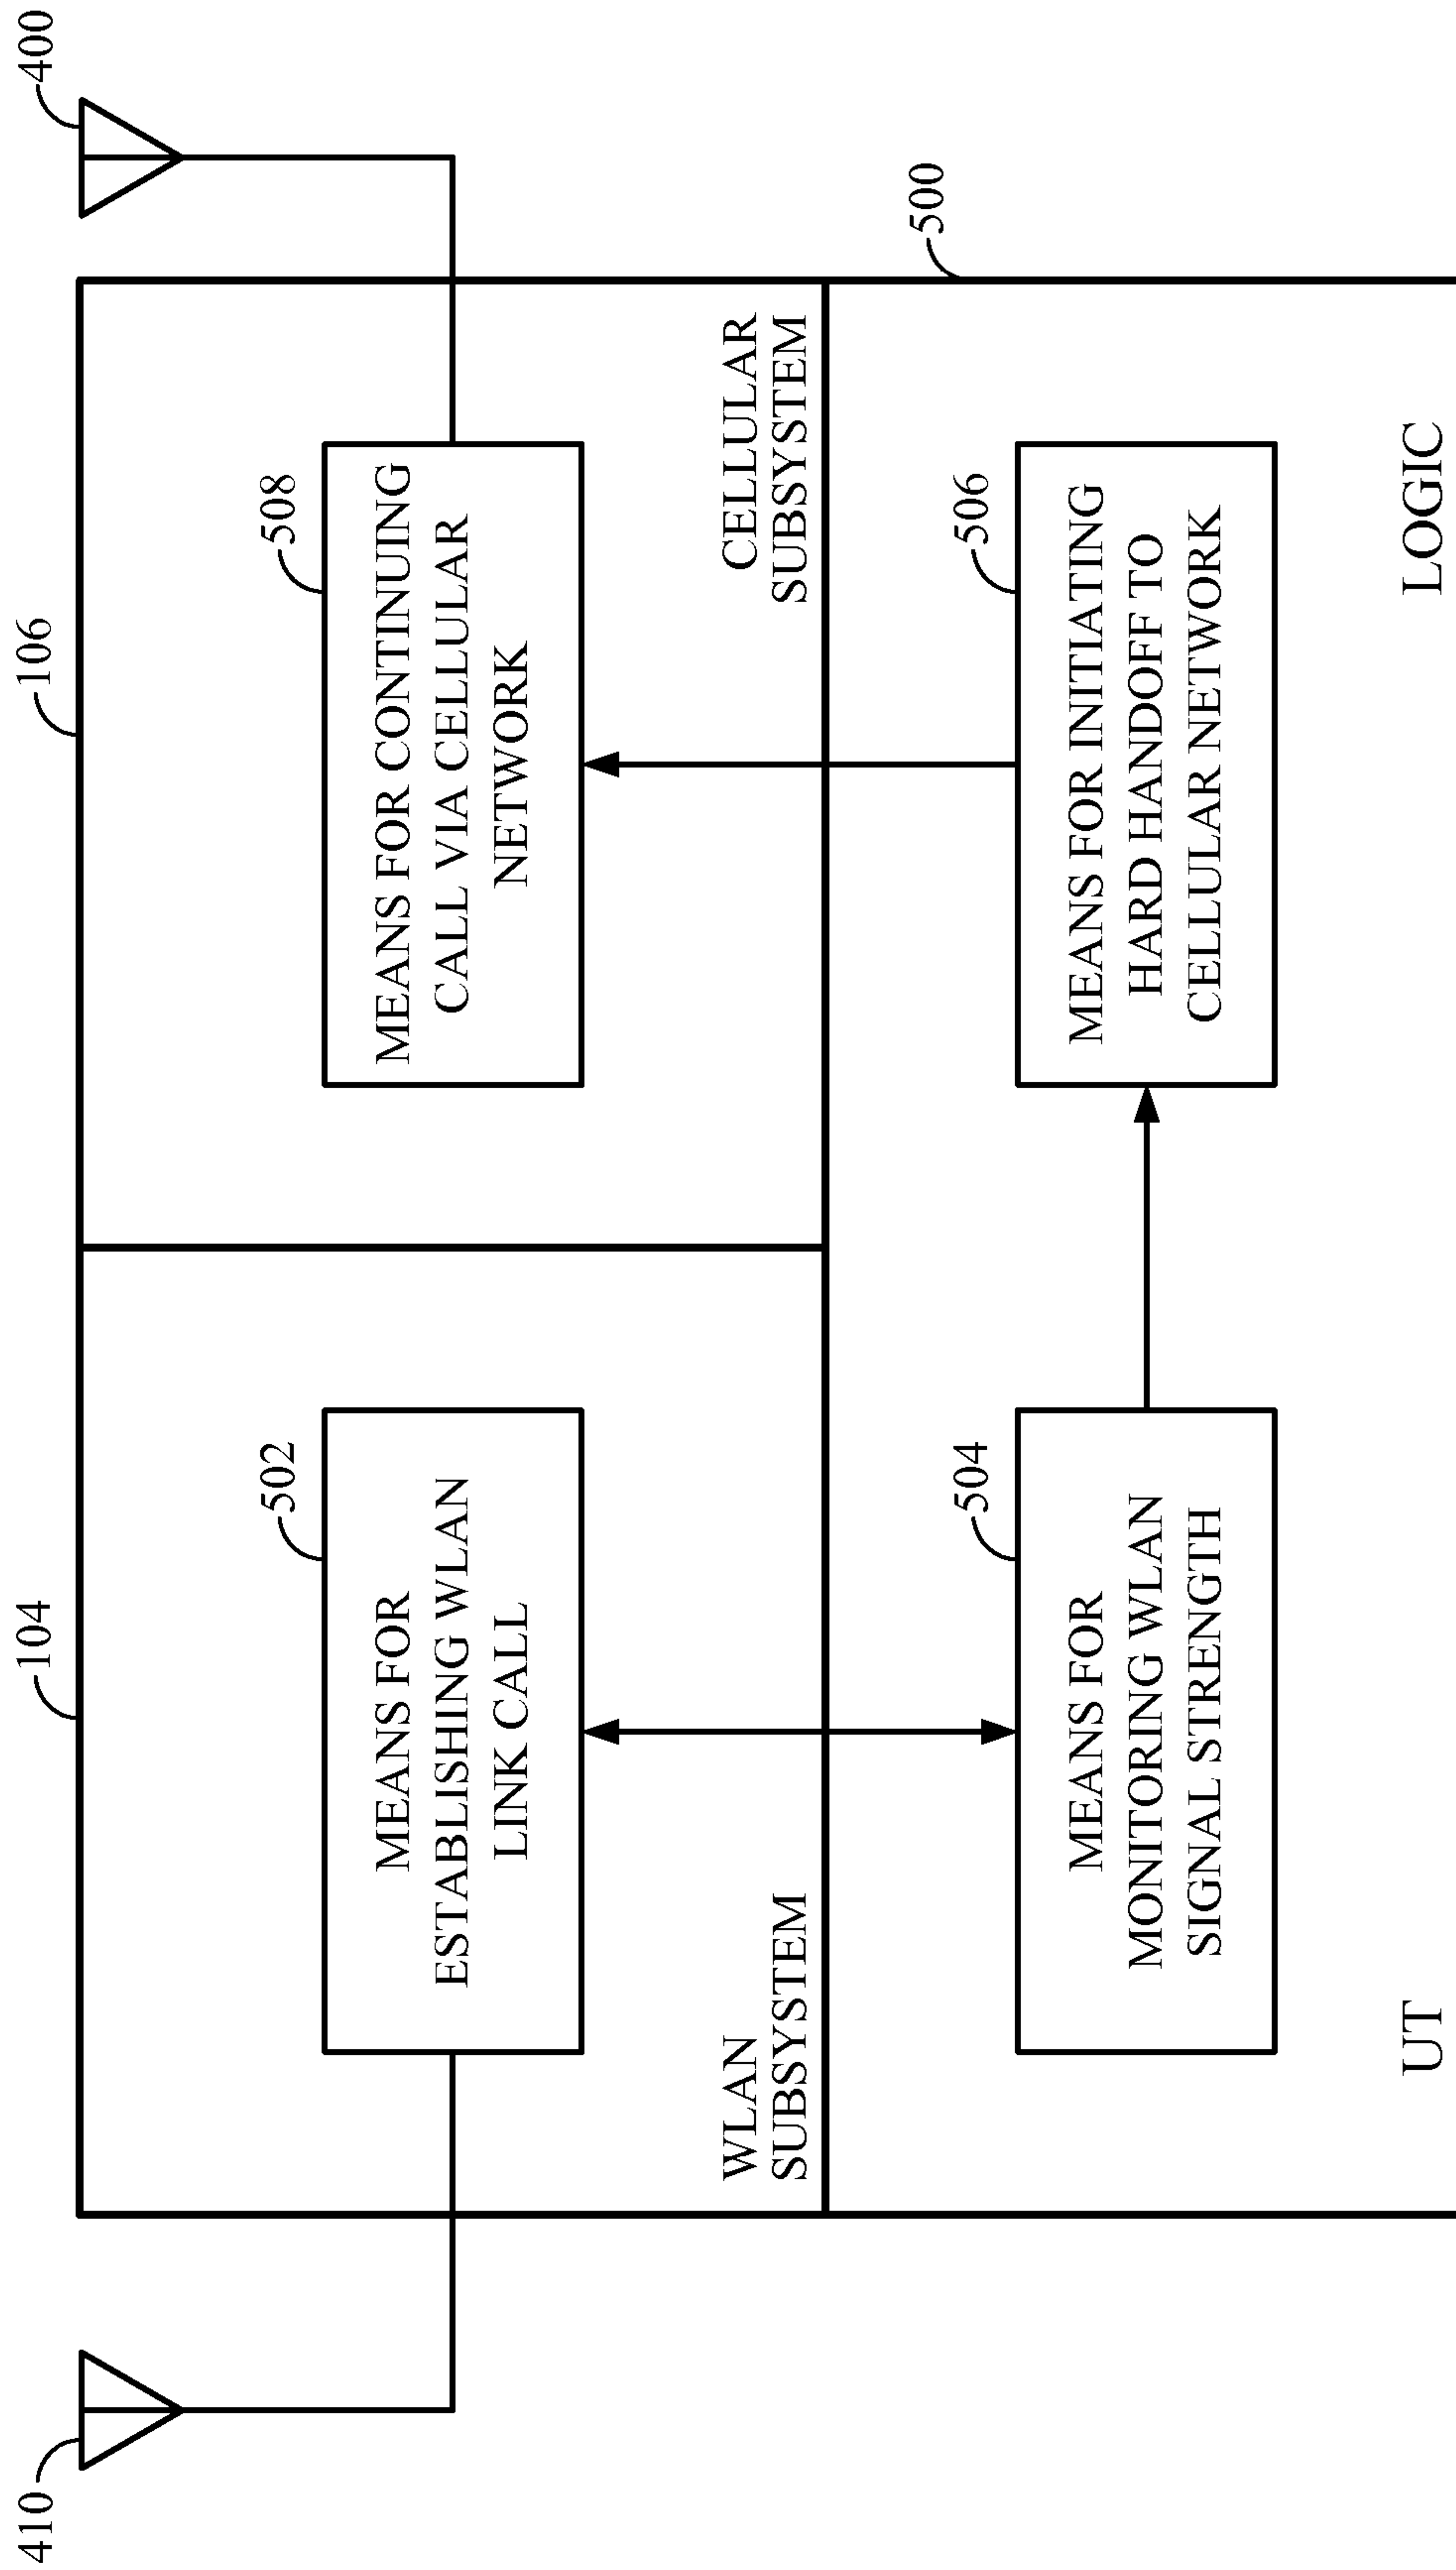 410
104
106
400
502
MEANS FOR
ESTABLISHING WLAN
LINK CALL
508
MEANS FOR CONTINUING
CALL VIA CELLULAR
NETWORK
WLAN
SUBSYSTEM
CELLULAR
SUBSYSTEM
500
504
MEANS FOR
MONITORING WLAN
SIGNAL STRENGTH
506
MEANS FOR INITIATING
HARD HANDOFF TO
CELLULAR NETWORK
UT
LOGIC